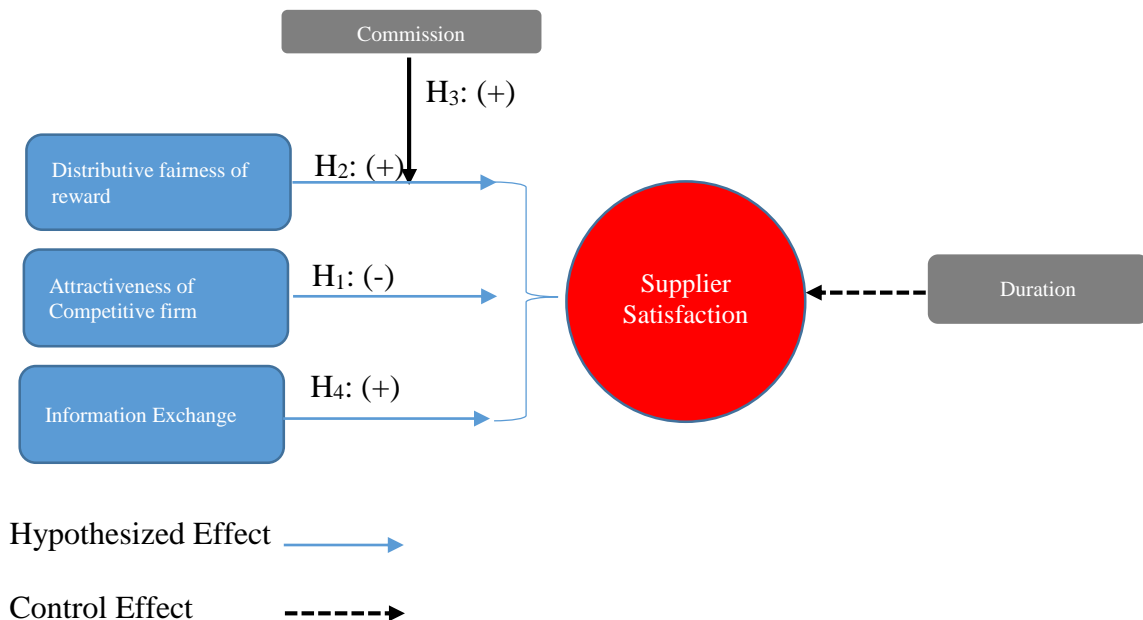 Commission
H₃: (+)
Distributive fairness of
reward
H₂: (+)
Attractiveness of
Competitive firm
H₁: (-)
Information Exchange
H₄: (+)
Supplier
Satisfaction
Duration
Hypothesized Effect
Control Effect